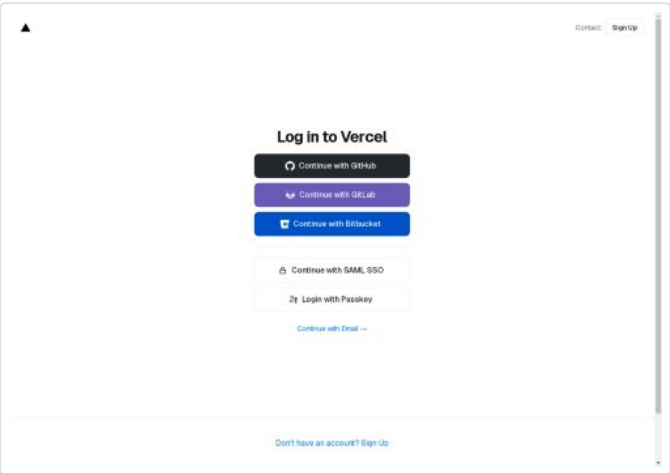 Contact
Sign Up
Log in to Vercel
Continue with GitHub
Continue with GitLab
Continue with Bitbucket
Continue with SAML SSO
Login with Passkey
Continue with Email →
Don't have an account? Sign Up